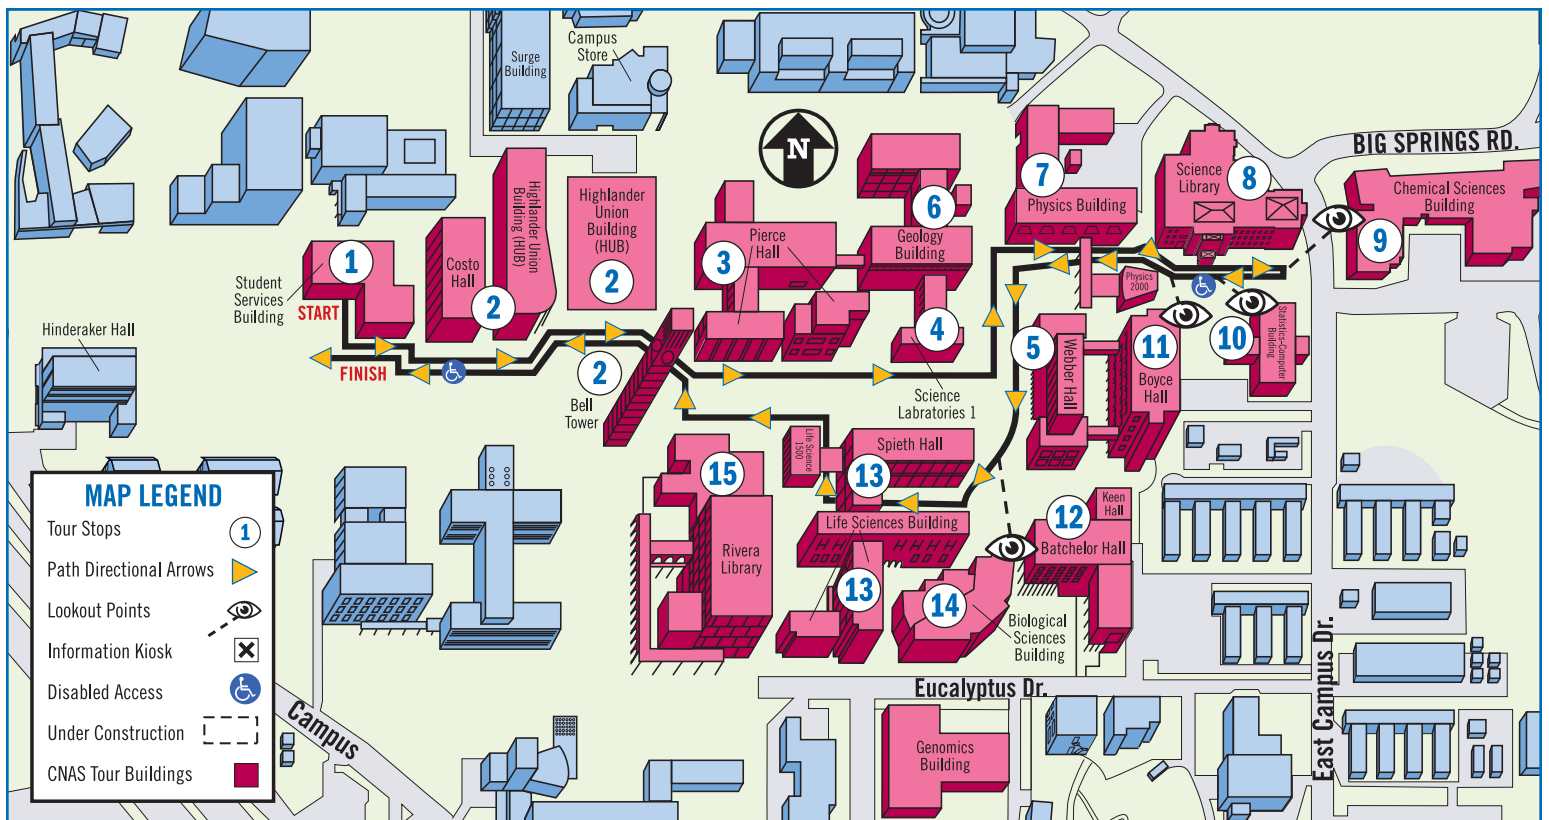 Surge
Building
Campus
Store
N
BIG SPRINGS RD.
1
Student
Services
Building
START
FINISH
Hinderaker Hall
Costo
Hall
2
Highlander Union
Building (HUB)
Highlander
Union
Building
(HUB)
2
2
Bell
Tower
3
Pierce
Hall
6
Geology
Building
4
Science
Labratories 1
7
Physics Building
Science
Library
8
Chemical Sciences
Building
9
Physics
2000
10
Statistics-Computer
Building
5
Webber Hall
11
Boyce
Hall
Life Science
1500
Spieth Hall
13
Life Sciences Building
13
15
Rivera
Library
14
Biological
Sciences
Building
12
Keen
Hall
Batchelor Hall
Eucalyptus Dr.
East Campus Dr.
Genomics
Building
Campus
MAP LEGEND
Tour Stops
1
Path Directional Arrows
Lookout Points
Information Kiosk
Disabled Access
Under Construction
CNAS Tour Buildings